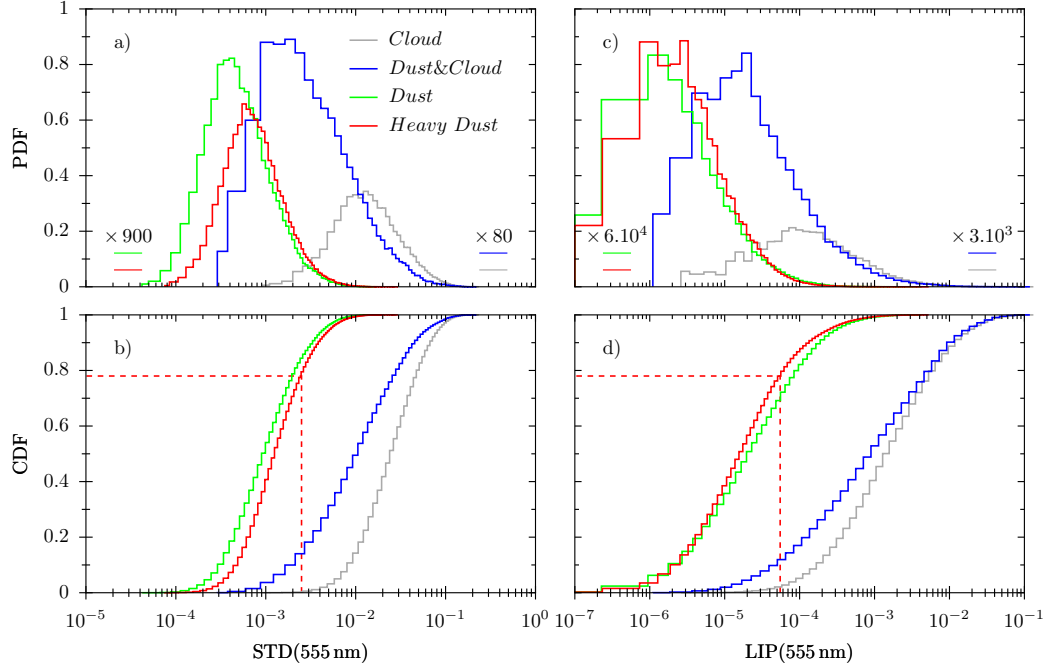 a)
Cloud
Dust&Cloud
Dust
Heavy Dust
PDF
1
0.8
0.6
0.4
0.2
0
× 900
× 80
c)
× 6.10⁴
× 3.10³
b)
CDF
1
0.8
0.6
0.4
0.2
0
10⁻⁵ 10⁻⁴ 10⁻³ 10⁻² 10⁻¹ 10⁰
STD(555 nm)
d)
10⁻⁷ 10⁻⁶ 10⁻⁵ 10⁻⁴ 10⁻³ 10⁻² 10⁻¹
LIP(555 nm)